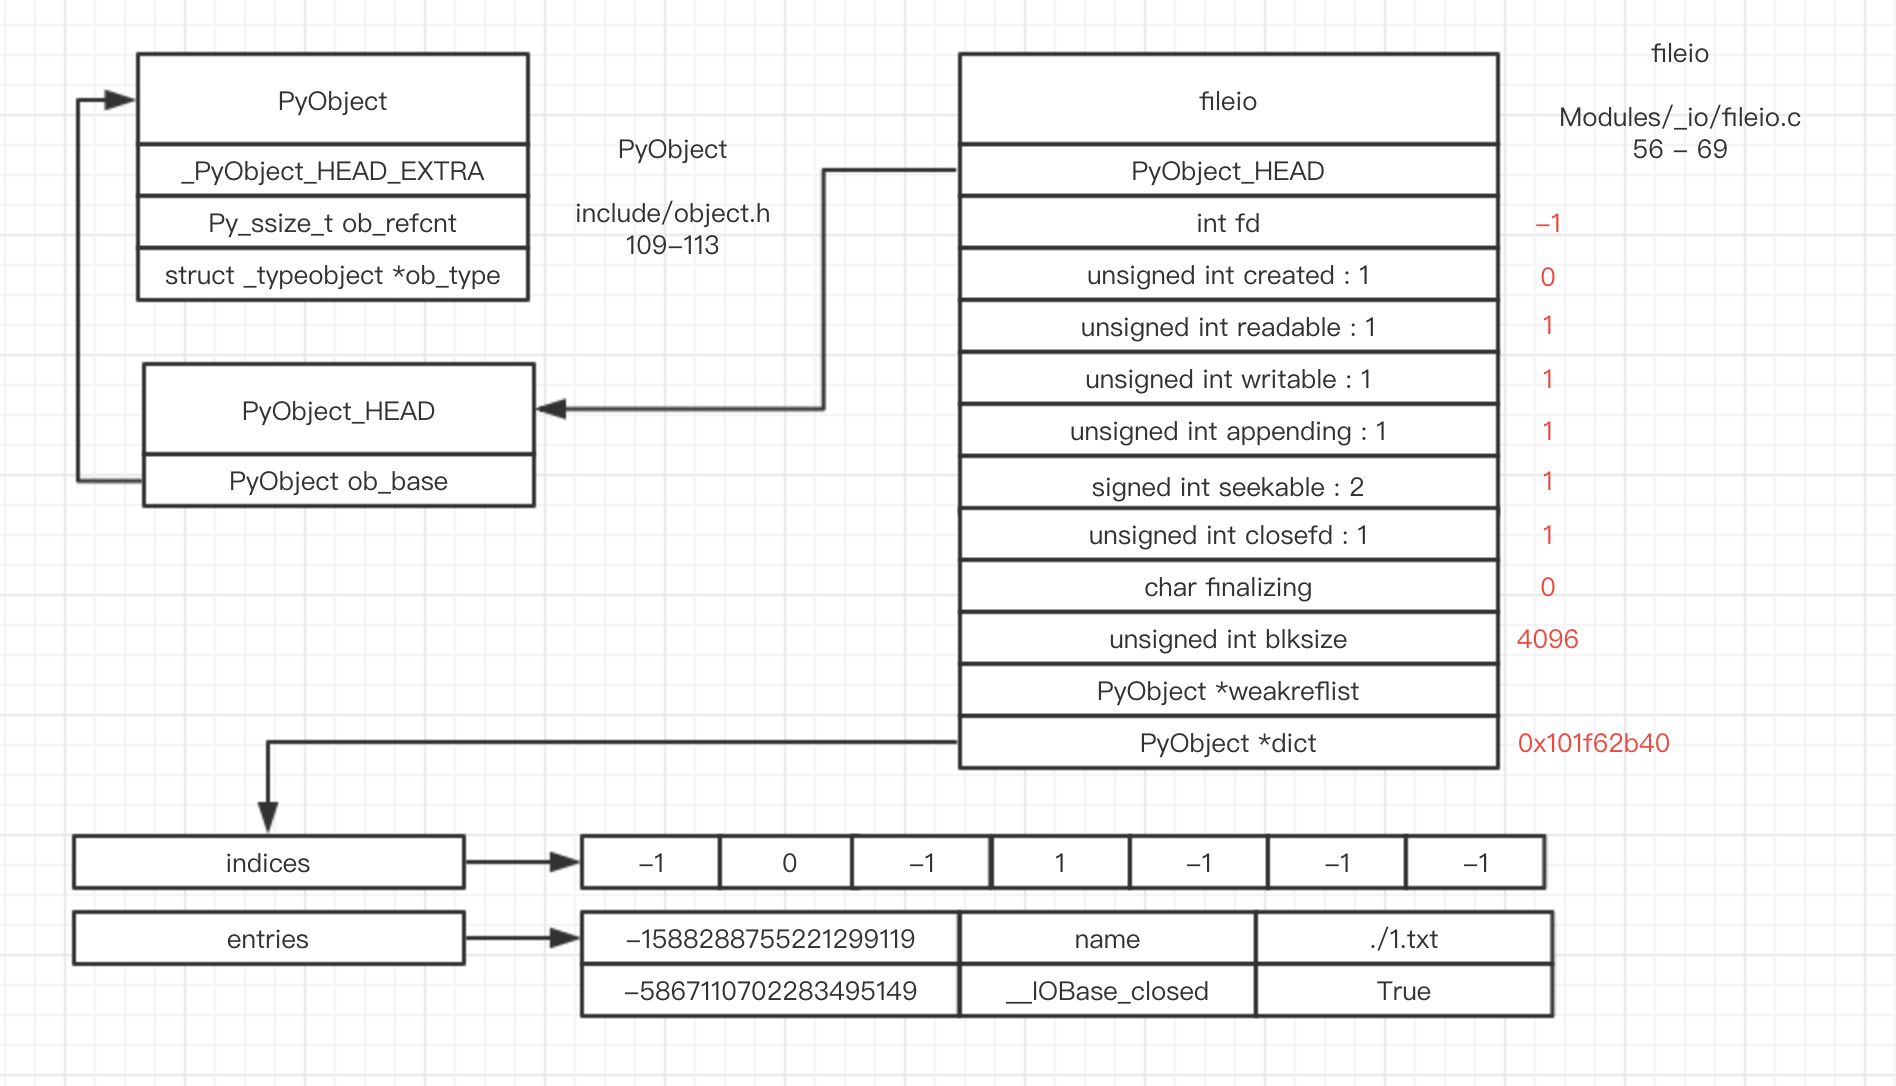 PyObject
_PyObject_HEAD_EXTRA
Py_ssize_t ob_refcnt
struct _typeobject *ob_type
PyObject
include/object.h
109-113
PyObject_HEAD
PyObject ob_base
fileio
PyObject_HEAD
int fd
unsigned int created : 1
unsigned int readable : 1
unsigned int writable : 1
unsigned int appending : 1
signed int seekable : 2
unsigned int closefd : 1
char finalizing
unsigned int blksize
PyObject *weakreflist
PyObject *dict
fileio
Modules/_io/fileio.c
56 - 69
-1
0
1
1
1
1
1
0
4096
0x101f62b40
indices
-1 0 -1 1 -1 -1 -1
entries
-1588288755221299119 name ./1.txt
-5867110702283495149 __IOBase_closed True